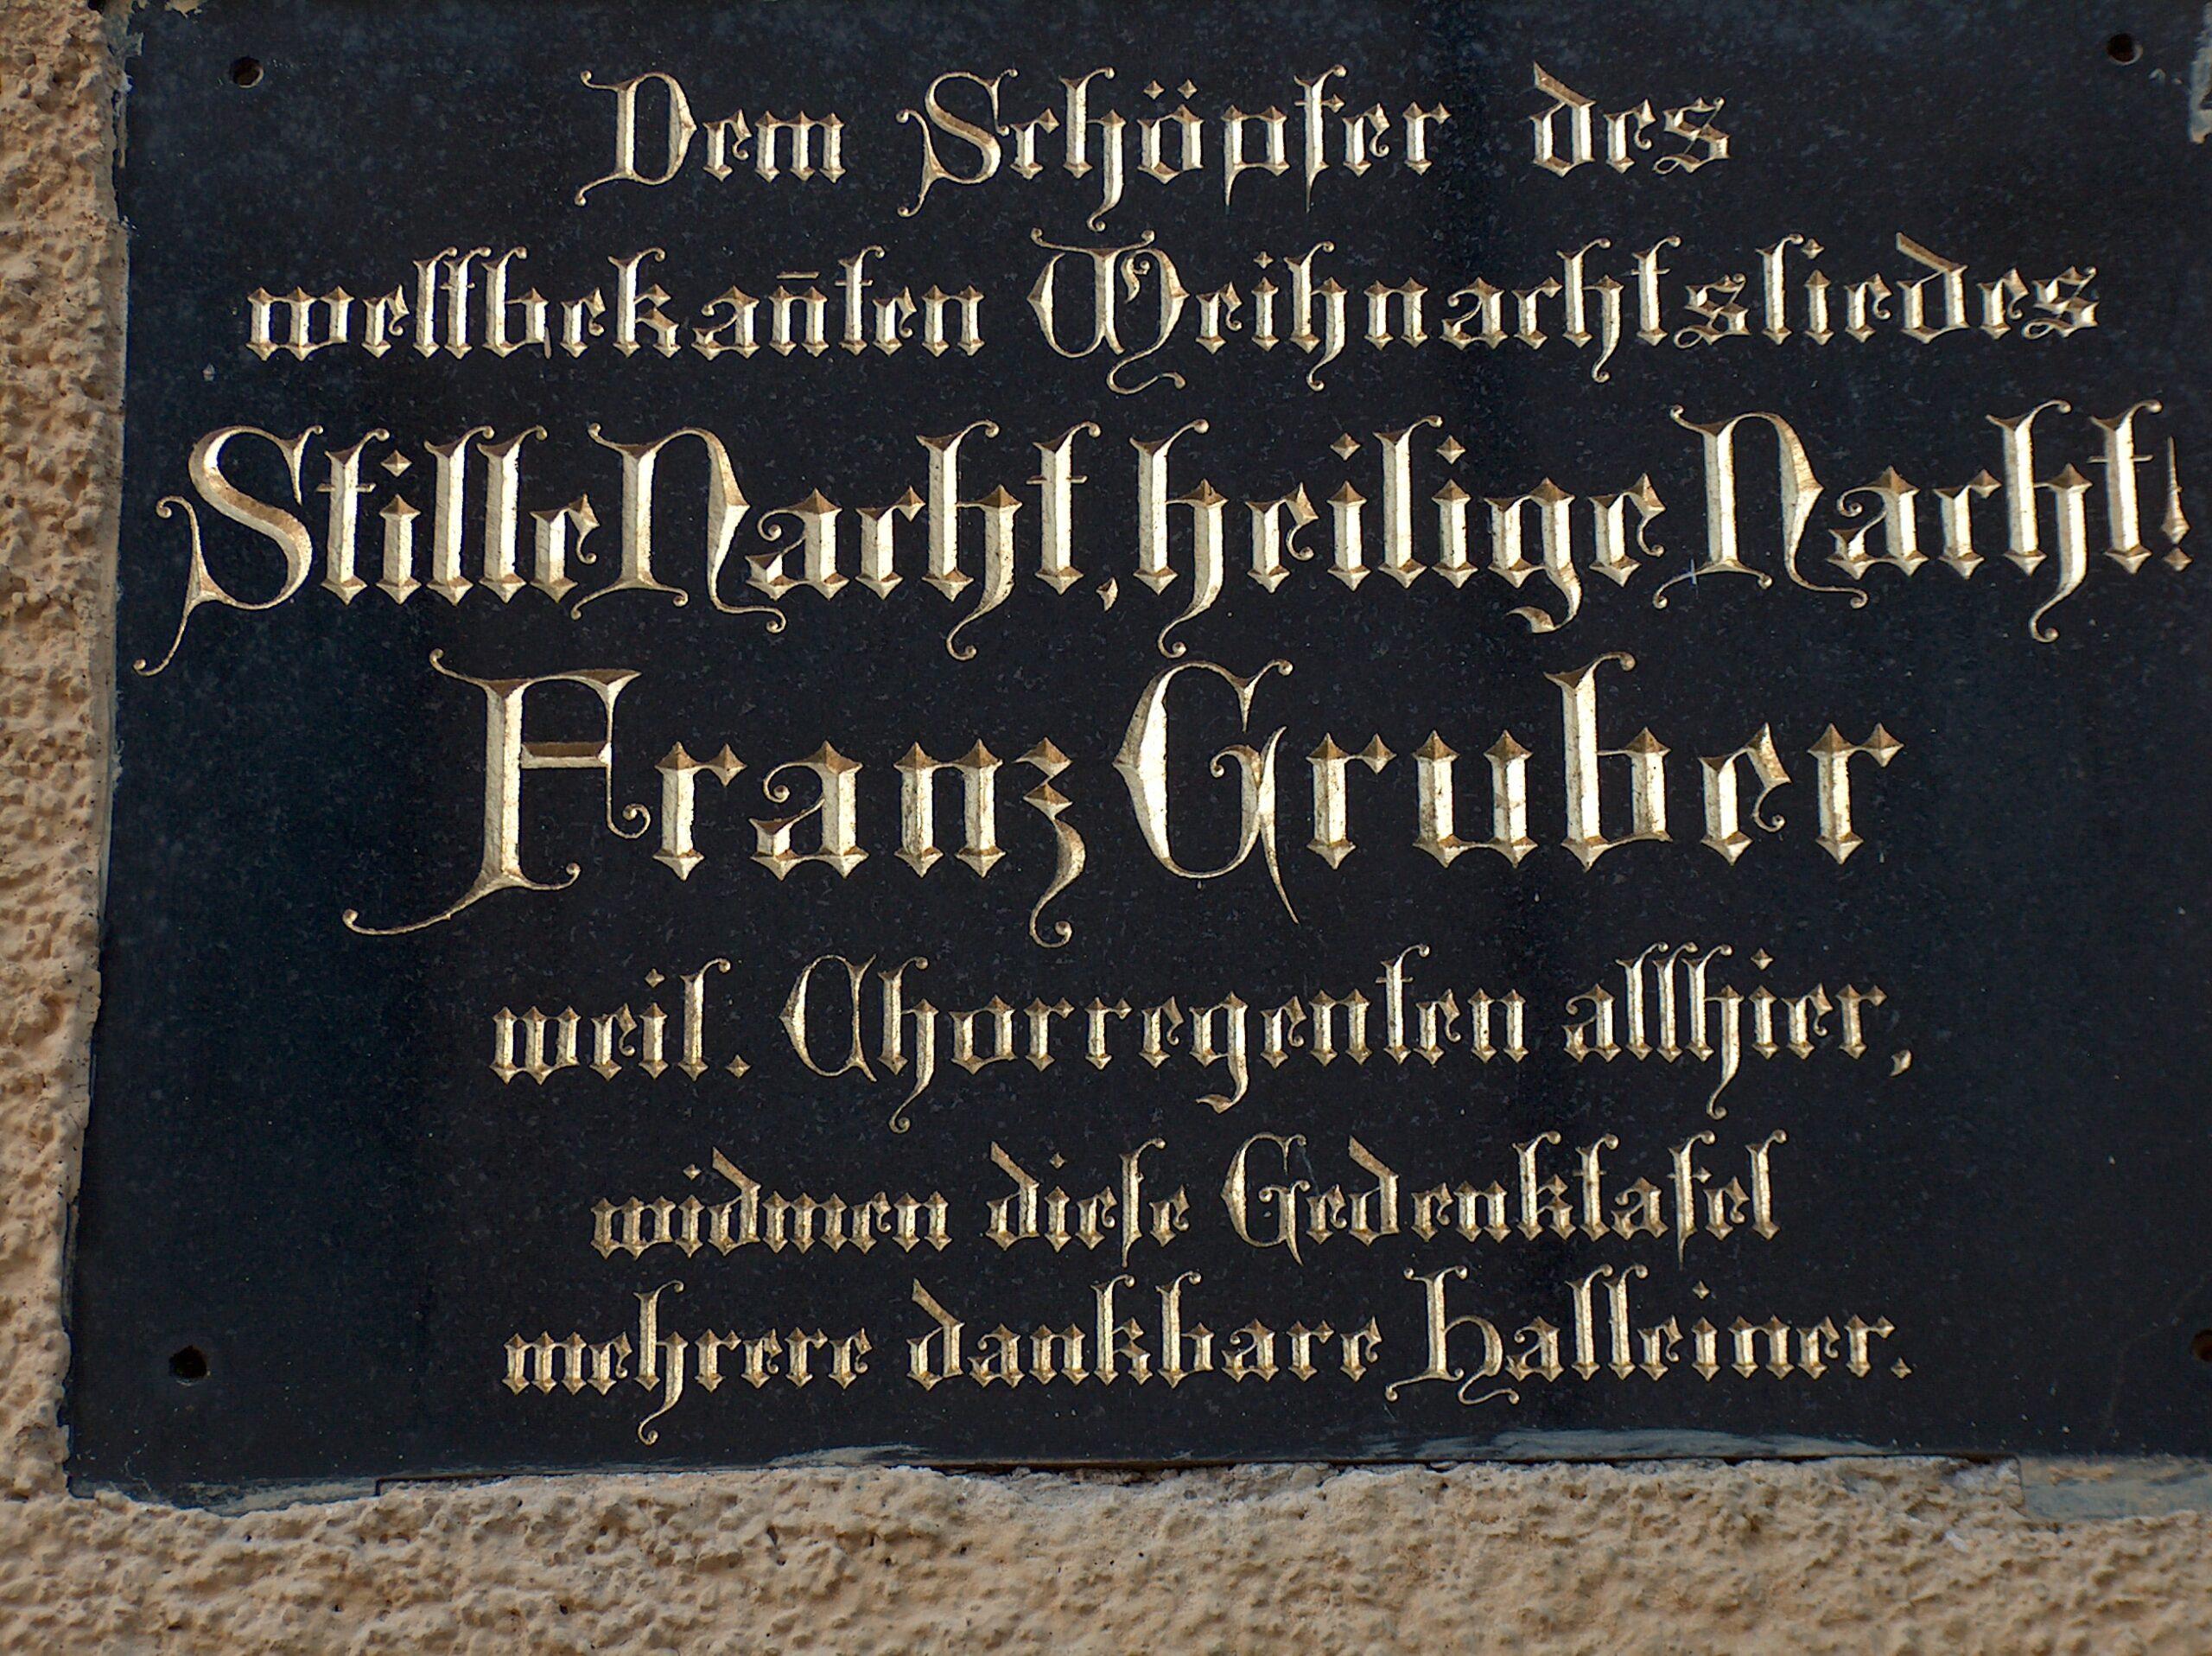 Dem Schöpfer des
weltbekan̄ten Weihnachtsliedes
Stille Nacht, heilige Nacht!
Franz Gruber
weil. Chorregenten allhier,
widmen dieſe Gedenktafel
mehrere dankbare Halleiner.